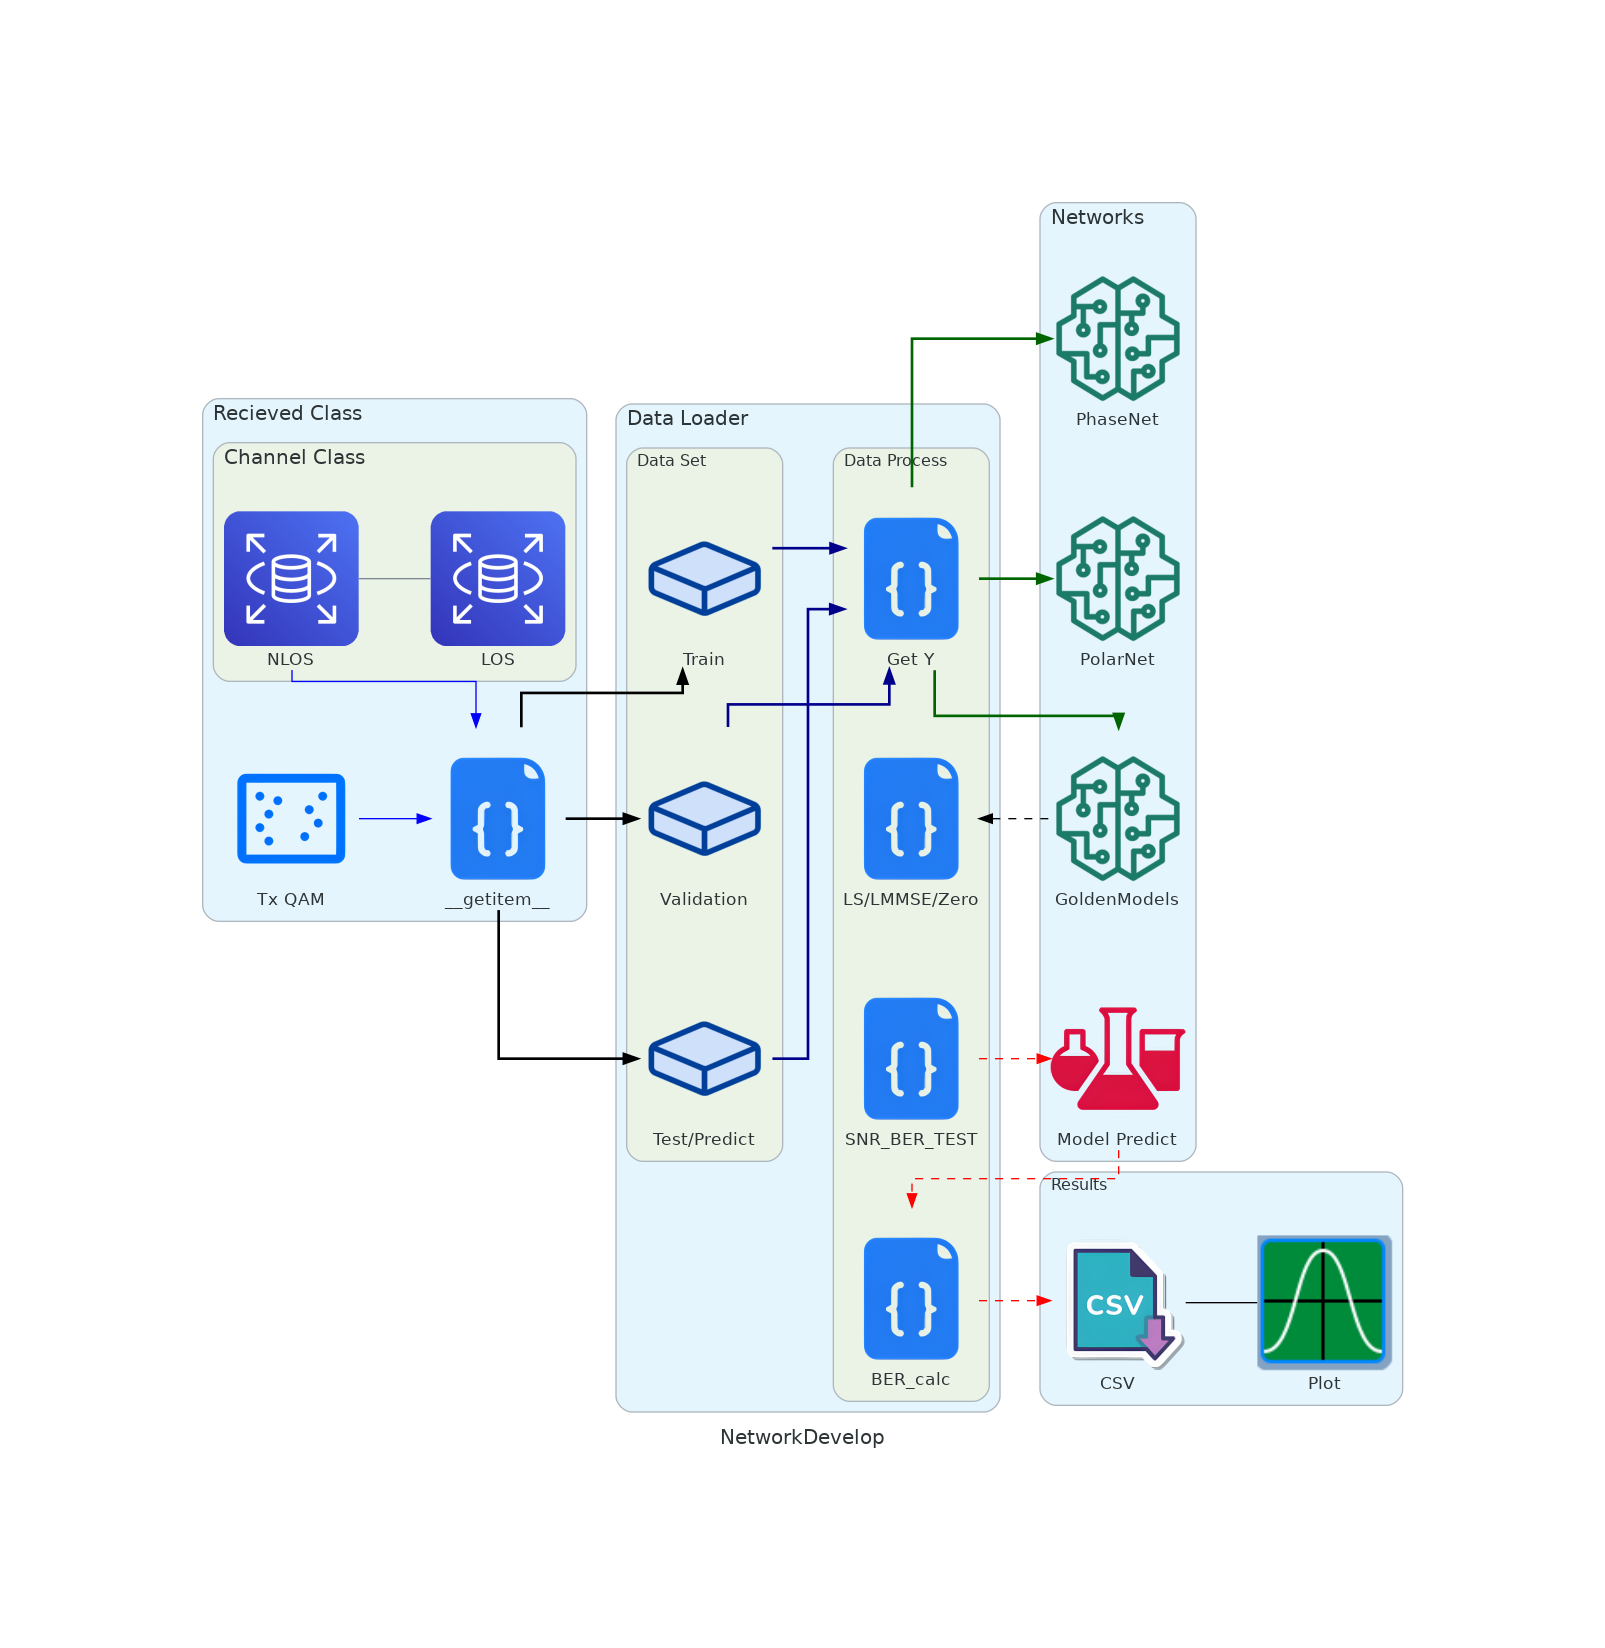 Networks
PhaseNet
Recieved Class
Data Loader
Channel Class
Data Set
Data Process
NLOS
LOS
Train
Get Y
PolarNet
Tx QAM
__getitem__
Validation
LS/LMMSE/Zero
GoldenModels
Test/Predict
SNR_BER_TEST
Model Predict
Results
CSV
BER_calc
CSV
Plot
NetworkDevelop